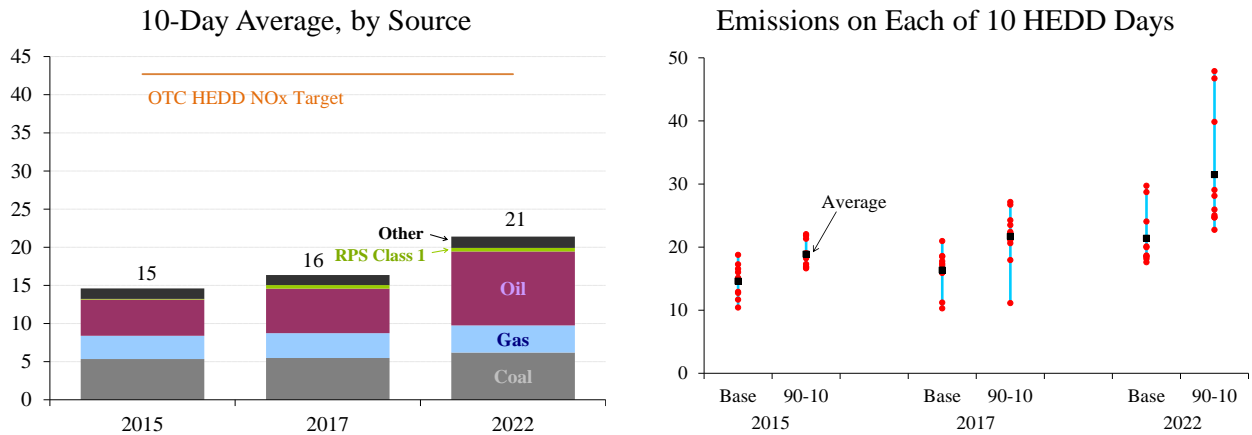 10-Day Average, by Source
45
40
35
30
25
20
15
10
5
0
OTC HEDD NOx Target
15
16
21
Other
RPS Class 1
Oil
Gas
Coal
2015
2017
2022
Emissions on Each of 10 HEDD Days
50
40
30
20
10
0
Average
Base 90-10 Base 90-10 Base 90-10
2015 2017 2022